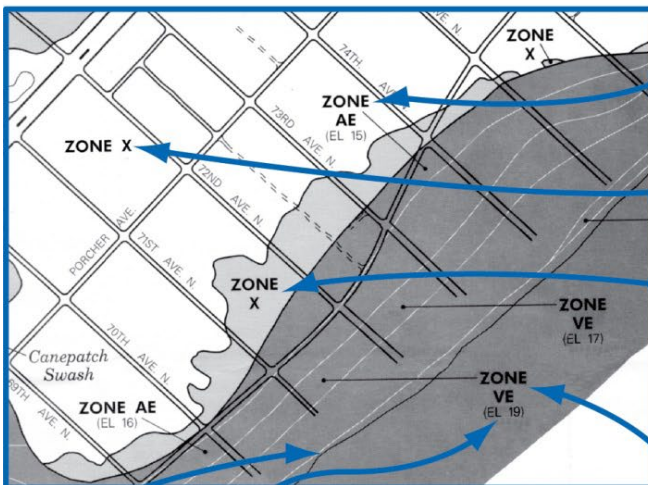 AVE N.
ZONE
X
74TH. AVE. N.
ZONE
AE
(EL 15)
73RD AVE N.
ZONE X
72ND AVE N.
PORCHER AVE.
71ST AVE. N.
ZONE
X
ZONE
VE
(EL 17)
70TH AVE N.
Canepatch
Swash
ZONE
VE
(EL 19)
69TH AVE. N.
ZONE AE
(EL 16)